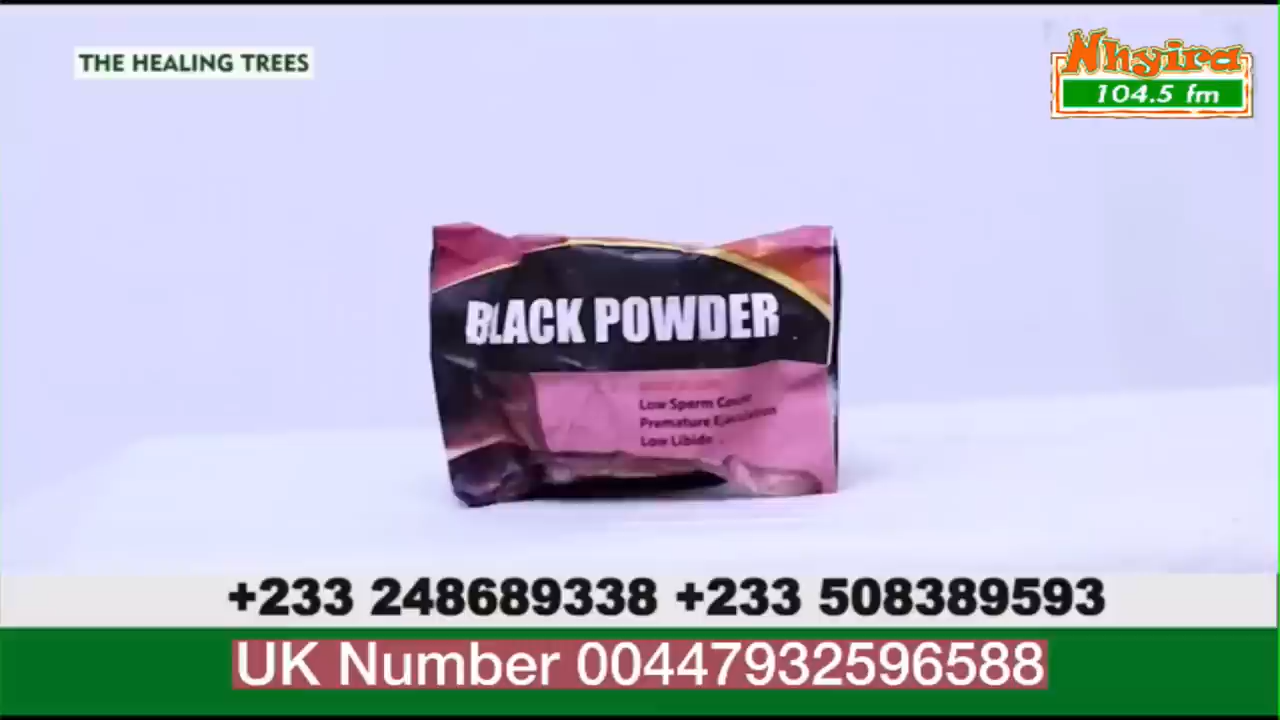 THE HEALING TREES
Nhyira
104.5 fm
BLACK POWDER
Low Sperm Count
Premature Ejaculation
Low Libido
+233 248689338 +233 508389593
UK Number 00447932596588